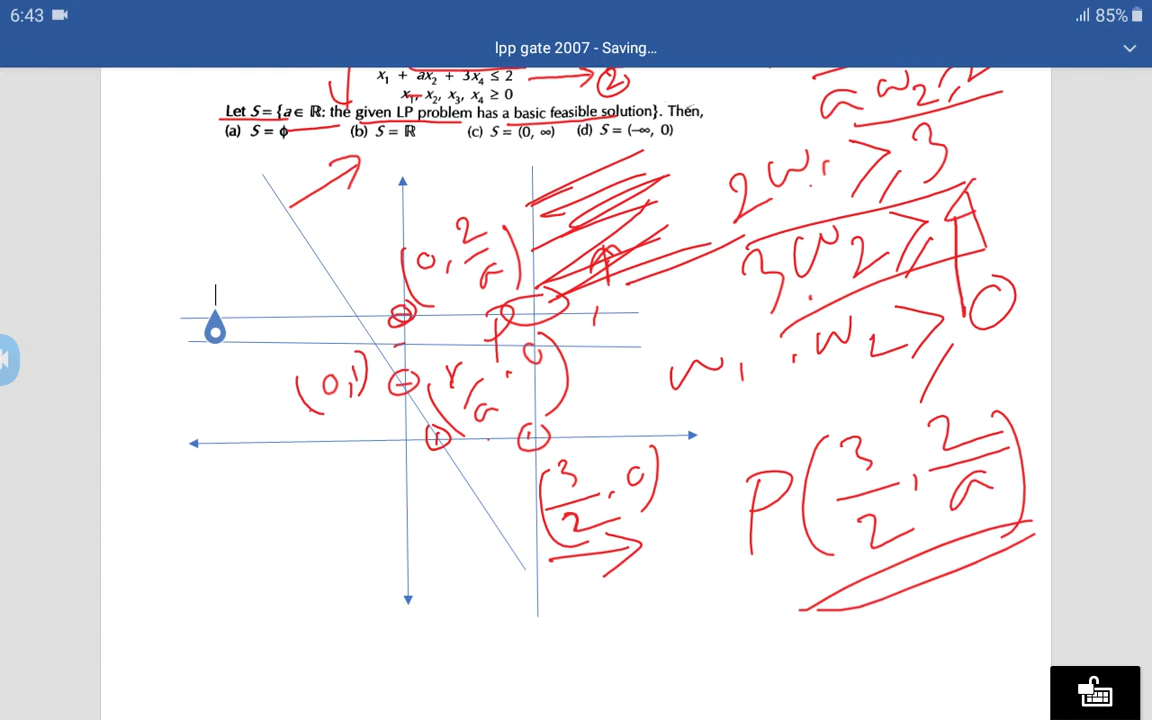 6:43 85%
lpp gate 2007 - Saving...
x₁ + ax₂ + 3x₄ ≤ 2 ② a w₂ ≥ 2
x₁, x₂, x₃, x₄ ≥ 0
Let S = {a ∈ ℝ: the given LP problem has a basic feasible solution}. Then,
(a) S = ϕ (b) S = ℝ (c) S = (0, ∞) (d) S = (-∞, 0)
2w₁ ≥ 3
(0, 2/a) 3w₂ ≥ 1
w₁, w₂ ≥ 0
P
(0,1)
(3/2, 0)
P(3/2, 2/a)